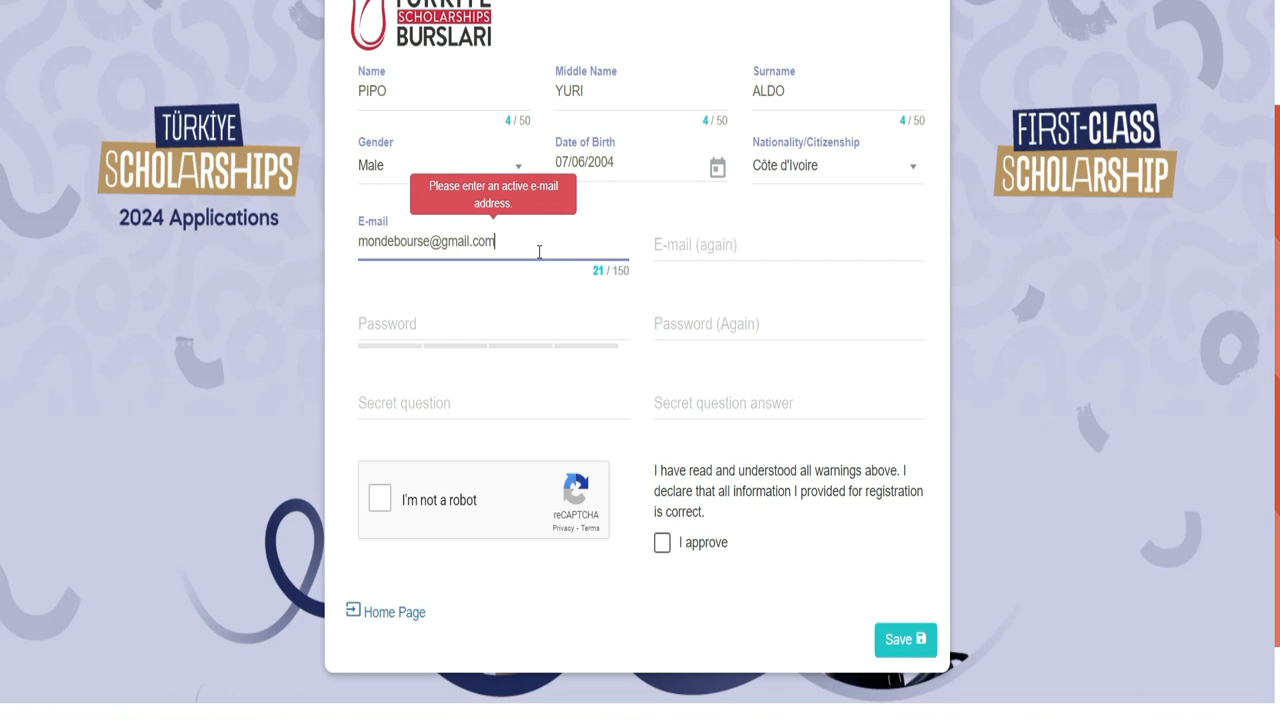 TÜRKİYE
SCHOLARSHIPS
BURSLARI
Name
Middle Name
Surname
PIPO
YURI
ALDO
4 / 50
4 / 50
4 / 50
Gender
Date of Birth
Nationality/Citizenship
Male
07/06/2004
Côte d'Ivoire
Please enter an active e-mail
address.
E-mail
mondebourse@gmail.com
E-mail (again)
21 / 150
Password
Password (Again)
Secret question
Secret question answer
I'm not a robot
reCAPTCHA
Privacy - Terms
I have read and understood all warnings above. I
declare that all information I provided for registration
is correct.
I approve
Home Page
Save
TÜRKİYE
SCHOLARSHIPS
2024 Applications
FIRST-CLASS
SCHOLARSHIP